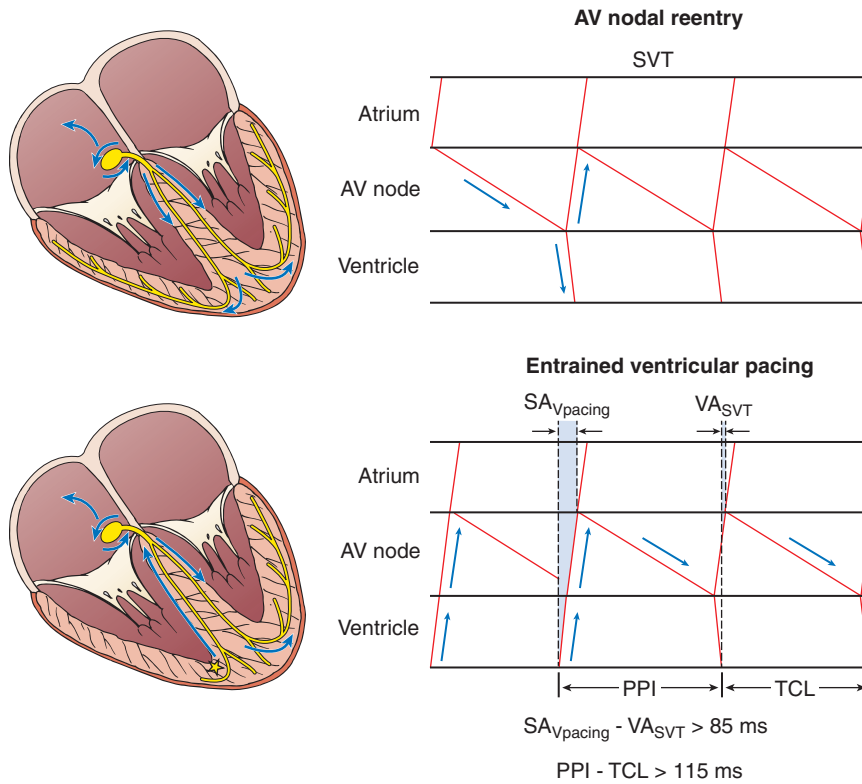 AV nodal reentry
SVT
Atrium
AV node
Ventricle
Entrained ventricular pacing
SAVpacing VASVT
Atrium
AV node
Ventricle
PPI TCL
SAVpacing - VASVT > 85 ms
PPI - TCL > 115 ms